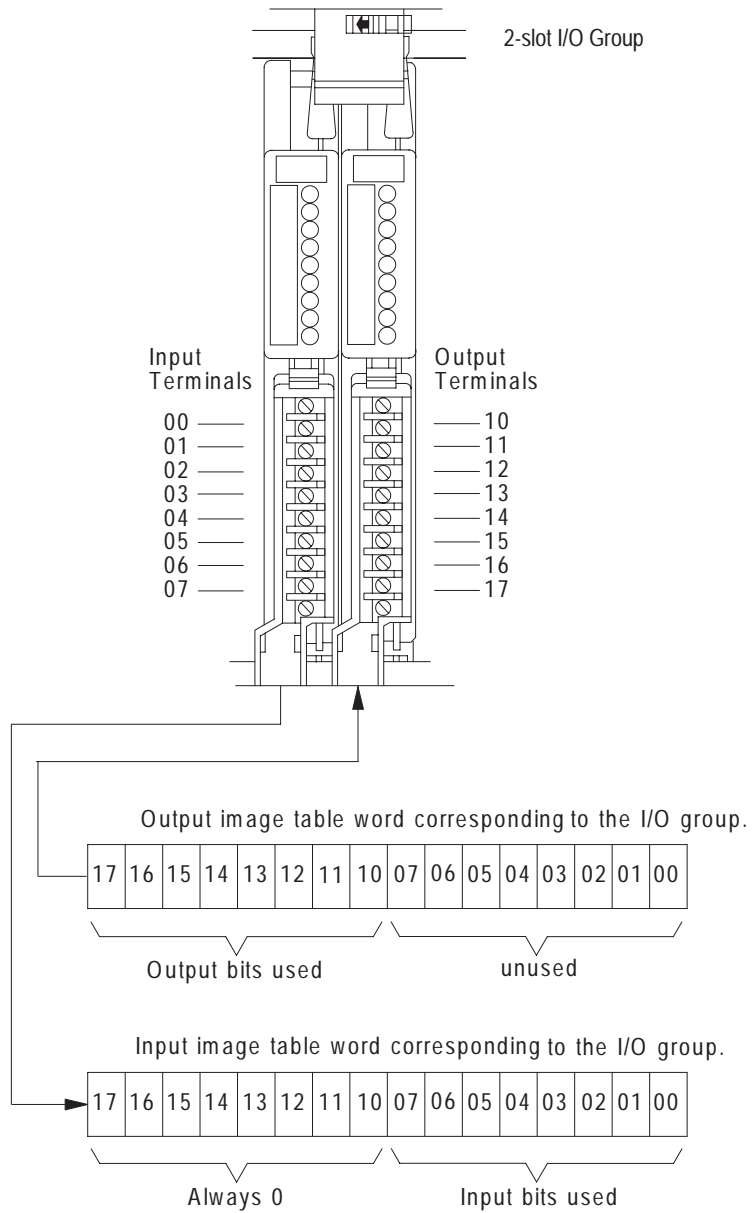 2-slot I/O Group
Input
Terminals
Output
Terminals
00
01
02
03
04
05
06
07
10
11
12
13
14
15
16
17
Output image table word corresponding to the I/O group.
17 16 15 14 13 12 11 10 07 06 05 04 03 02 01 00
Output bits used unused
Input image table word corresponding to the I/O group.
17 16 15 14 13 12 11 10 07 06 05 04 03 02 01 00
Always 0 Input bits used